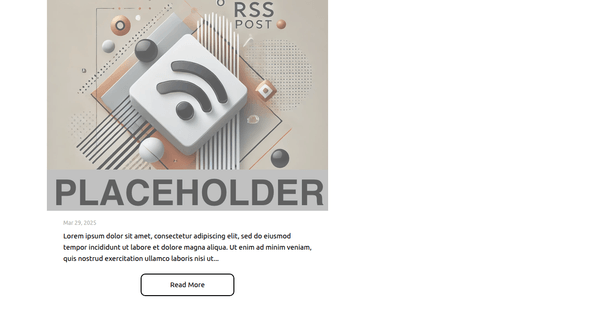 RSS
POST
PLACEHOLDER
Mar 29, 2025
Lorem ipsum dolor sit amet, consectetur adipiscing elit, sed do eiusmod
tempor incididunt ut labore et dolore magna aliqua. Ut enim ad minim veniam,
quis nostrud exercitation ullamco laboris nisi ut...
Read More